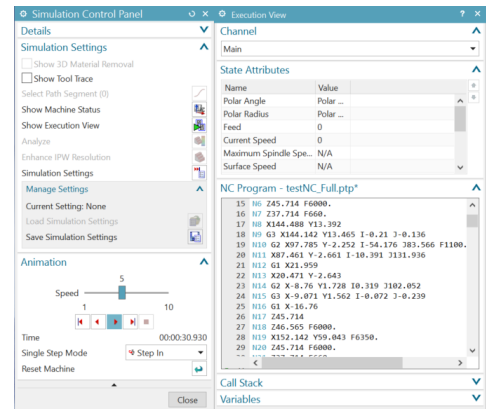 Simulation Control Panel
Details
Simulation Settings
Show 3D Material Removal
Show Tool Trace
Select Path Segment (0)
Show Machine Status
Show Execution View
Analyze
Enhance IPW Resolution
Simulation Settings
Manage Settings
Current Setting: None
Load Simulation Settings
Save Simulation Settings
Animation
5
Speed
1 10
Time 00:00:30.930
Single Step Mode Step In
Reset Machine
Close
Execution View ?
Channel
Main
State Attributes
Name Value
Polar Angle Polar ...
Polar Radius Polar ...
Feed 0
Current Speed 0
Maximum Spindle Spe... N/A
Surface Speed N/A
NC Program - testNC_Full.ptp*
15 N6 Z45.714 F6000.
16 N7 Z37.714 F660.
17 N8 X144.488 Y13.392
18 N9 G3 X144.142 Y13.465 I-0.21 J-0.136
19 N10 G2 X97.785 Y-2.252 I-54.176 J83.566 F1100.
20 N11 X87.461 Y-2.661 I-10.391 J131.936
21 N12 G1 X21.959
22 N13 X20.471 Y-2.643
23 N14 G2 X-8.76 Y1.728 I0.319 J102.052
24 N15 G3 X-9.071 Y1.562 I-0.072 J-0.239
25 N16 G1 X-16.76
26 N17 Z45.714
27 N18 Z46.565 F6000.
28 N19 X152.142 Y59.043 F6350.
29 N20 Z45.714 F6000.
Call Stack
Variables